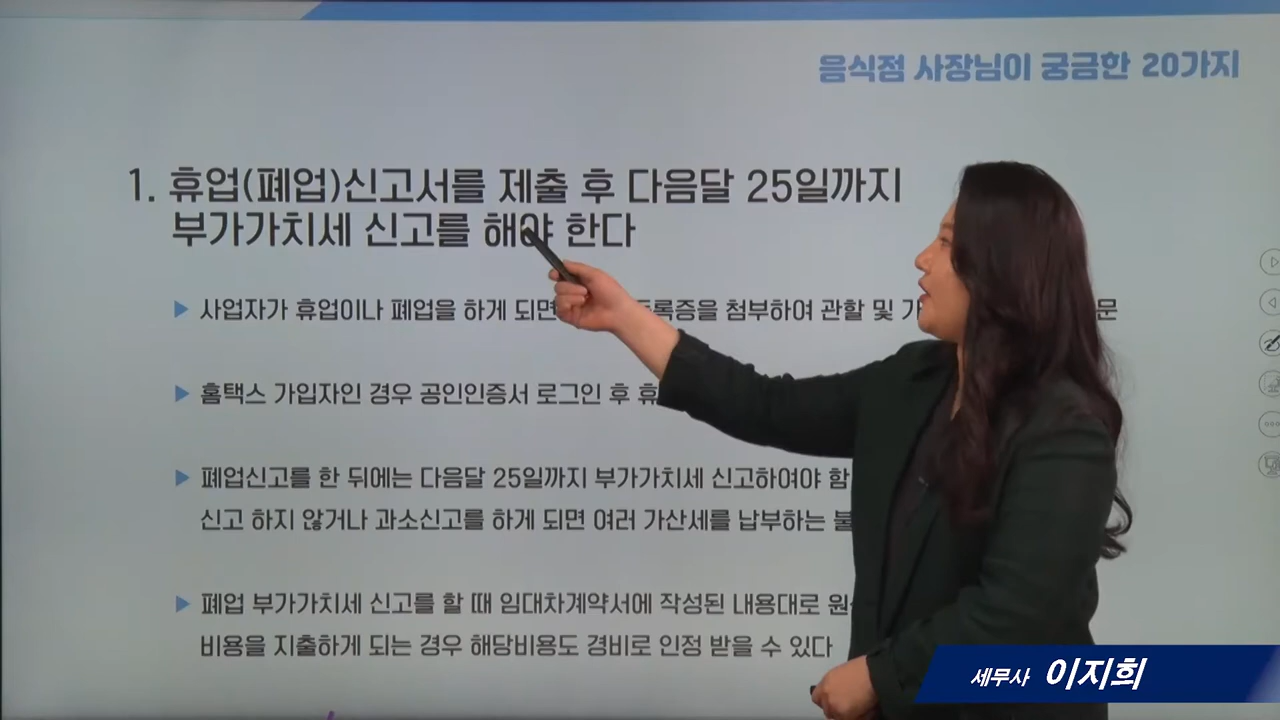 음식점 사장님이 궁금한 20가지
1. 휴업(폐업)신고서를 제출 후 다음달 25일까지
부가가치세 신고를 해야 한다
▶ 사업자가 휴업이나 폐업을 하게 되면 첨부하여 관할 및
▶ 홈택스 가입자인 경우 공인인증서 로그인 후
▶ 폐업신고를 한 뒤에는 다음달 25일까지 부가가치세 신고하여야 함
신고 하지 않거나 과소신고를 하게 되면 여러 가산세를 납부하는
▶ 폐업 부가가치세 신고를 할 때 임대차계약서에 작성된 내용대로
비용을 지출하게 되는 경우 해당비용도 경비로 인정 받을 수 있다
세무사 이지희